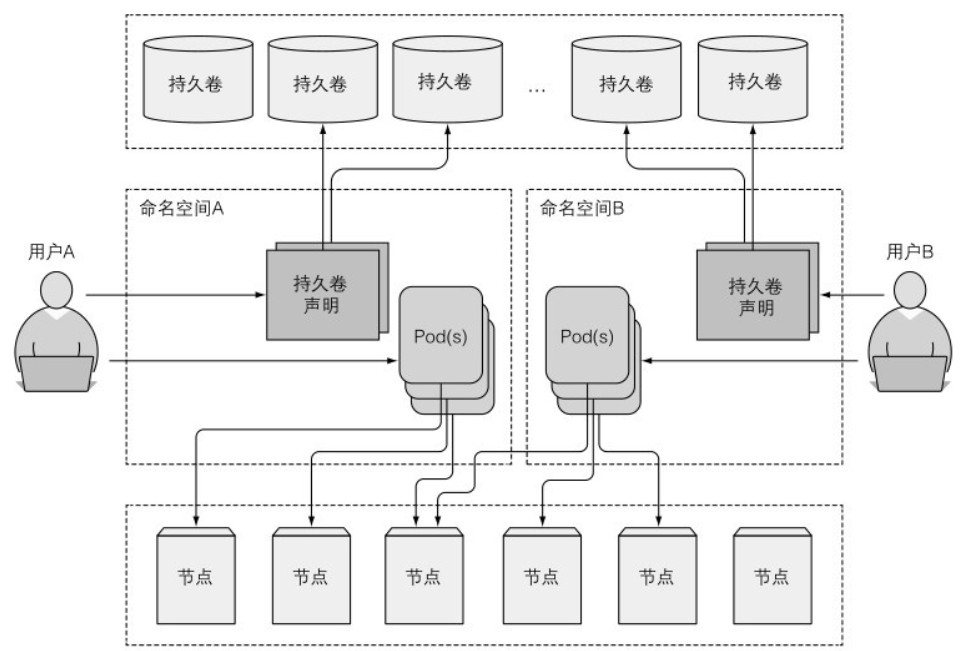 持久卷
持久卷
持久卷
...
持久卷
持久卷
命名空间A
命名空间B
用户A
用户B
持久卷
声明
持久卷
声明
Pod(s)
Pod(s)
节点
节点
节点
节点
节点
节点